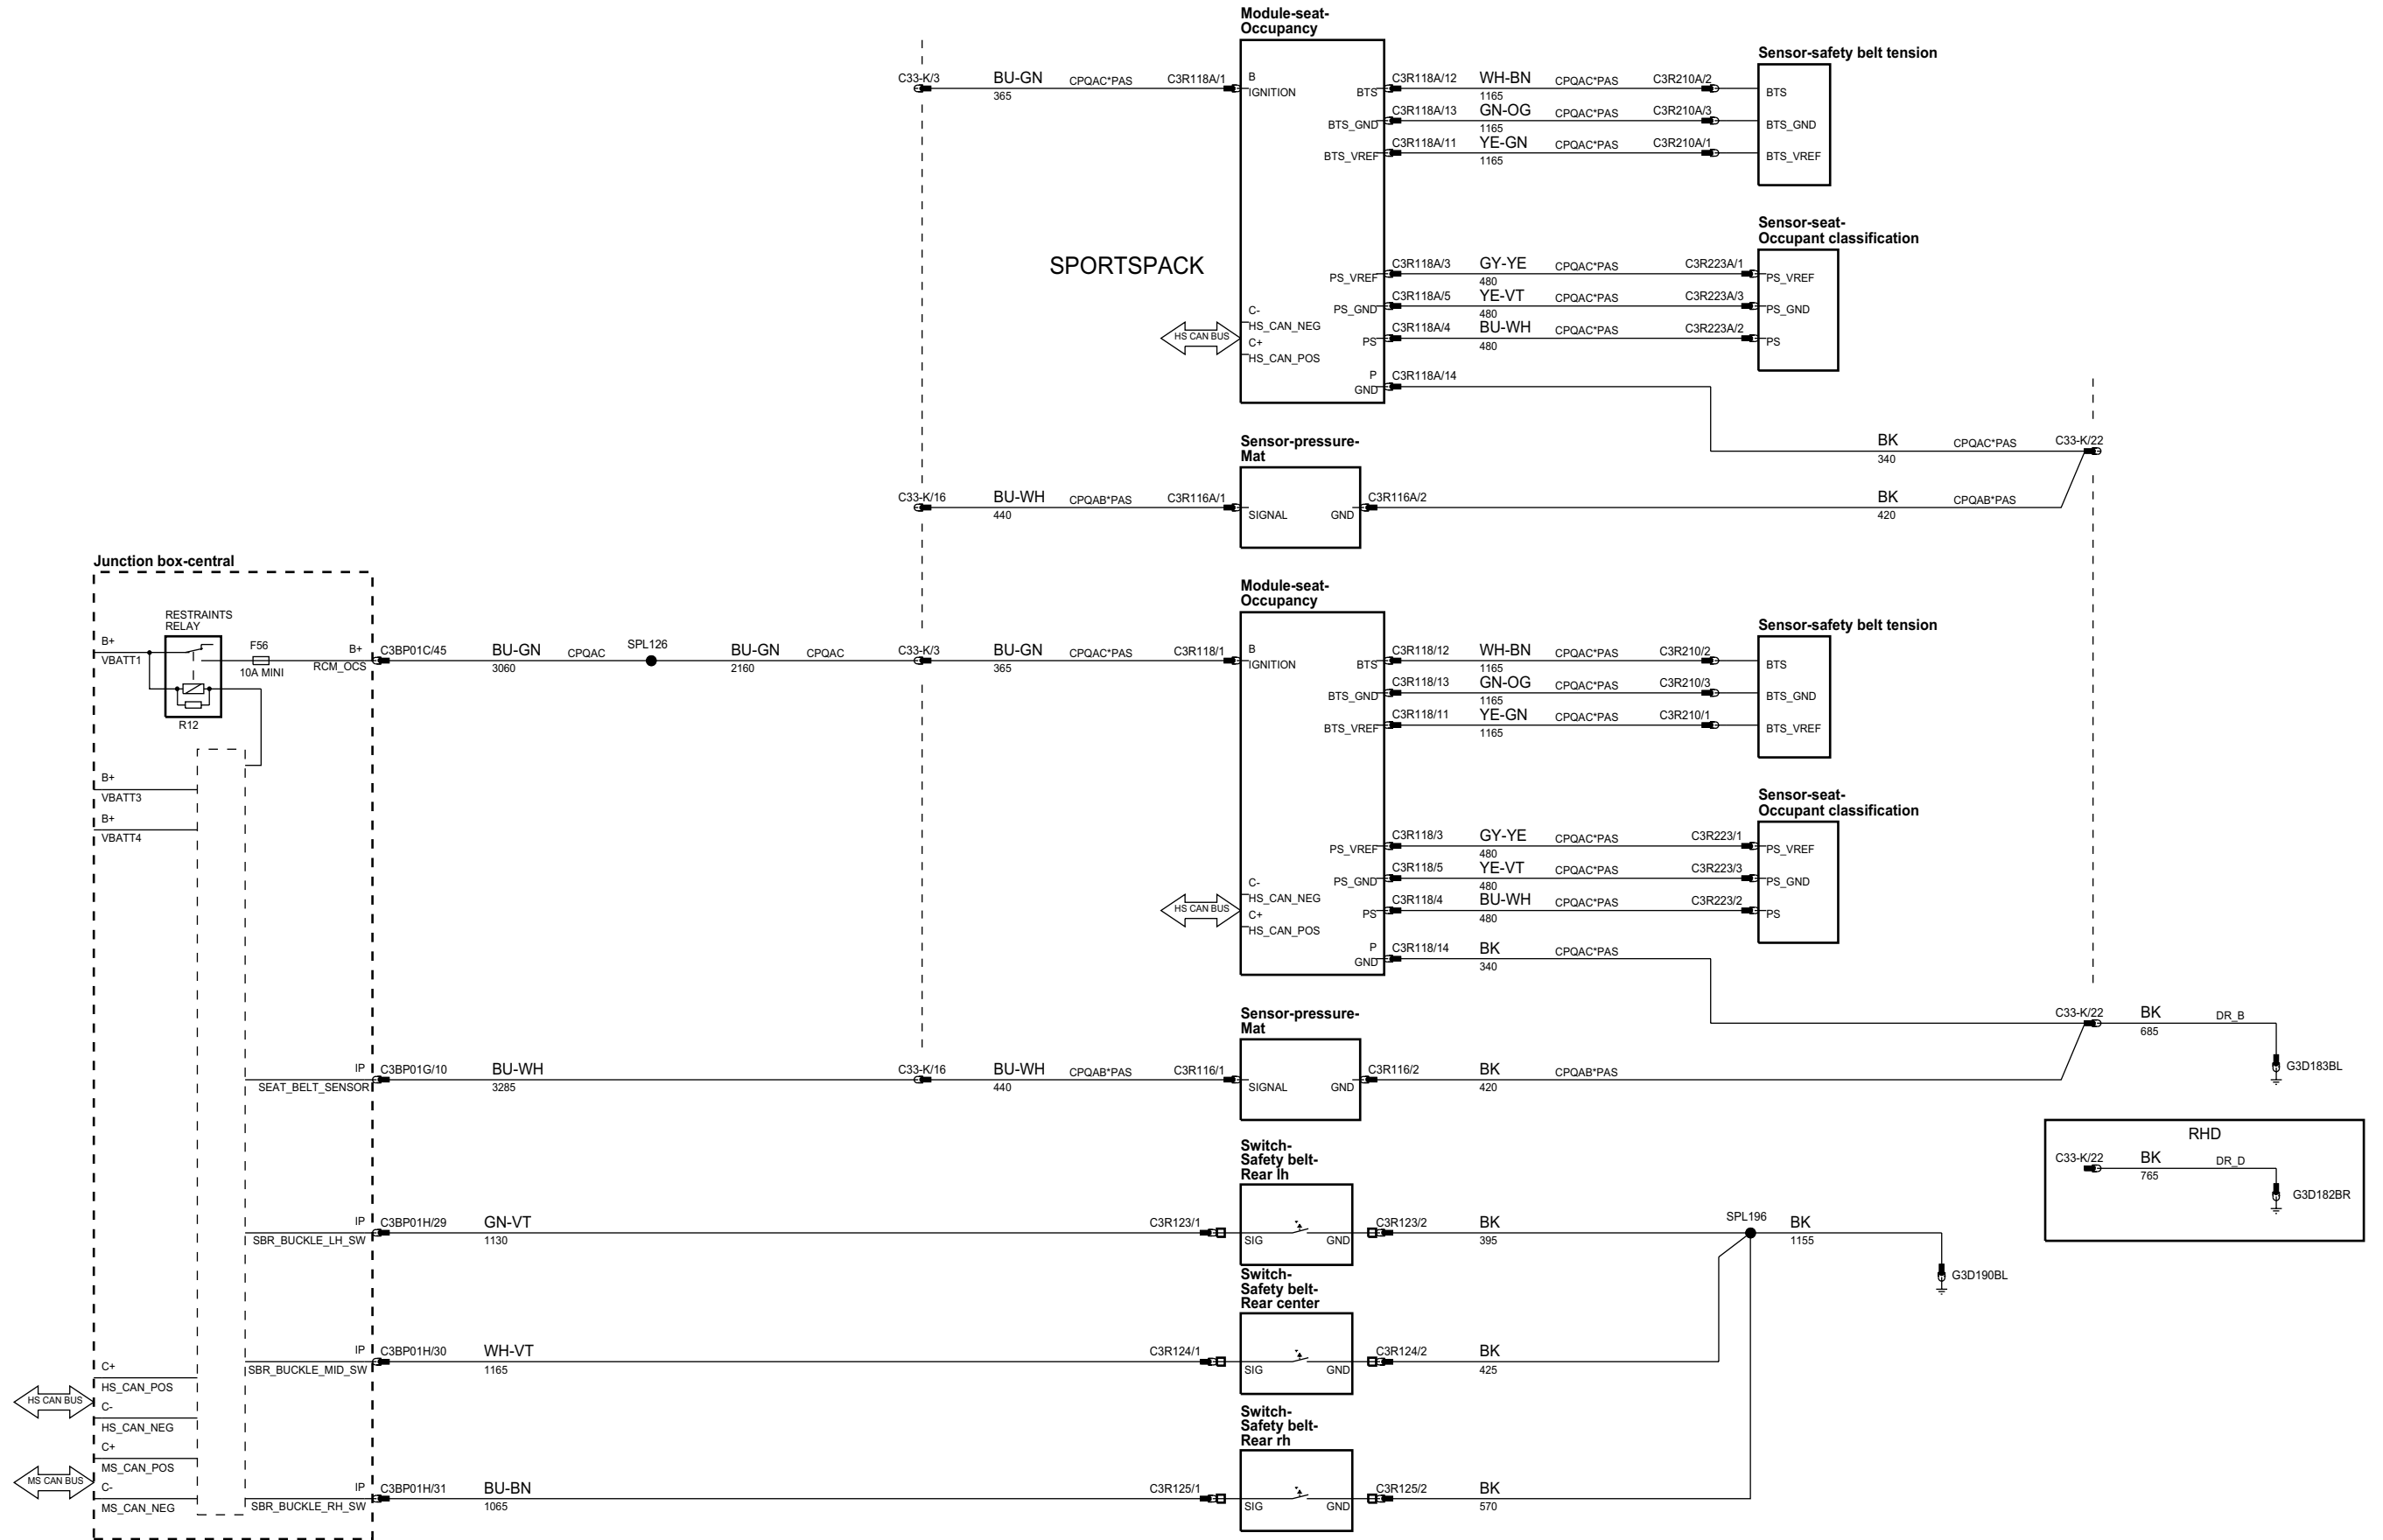 Module-seat-
Occupancy
C33-K/3
BU-GN
365
CPQAC*PAS
C3R118A/1
B
IGNITION
BTS
C3R118A/12
WH-BN
1165
CPQAC*PAS
C3R210A/2
BTS_GND
C3R118A/13
GN-OG
1165
CPQAC*PAS
C3R210A/3
BTS_VREF
C3R118A/11
YE-GN
1165
CPQAC*PAS
C3R210A/1
Sensor-safety belt tension
BTS
BTS_GND
BTS_VREF
SPORTSPACK
PS_VREF
C3R118A/3
GY-YE
480
CPQAC*PAS
C3R223A/1
PS_GND
C3R118A/5
YE-VT
480
CPQAC*PAS
C3R223A/3
PS
C3R118A/4
BU-WH
480
CPQAC*PAS
C3R223A/2
Sensor-seat-
Occupant classification
PS_VREF
PS_GND
PS
HS CAN BUS
C-
HS_CAN_NEG
C+
HS_CAN_POS
P
GND
C3R118A/14
BK
340
CPQAC*PAS
C33-K/22
Sensor-pressure-
Mat
C33-K/16
BU-WH
440
CPQAB*PAS
C3R116A/1
SIGNAL
GND
C3R116A/2
BK
420
CPQAB*PAS
Junction box-central
RESTRAINTS
RELAY
B+
VBATT1
F56
10A MINI
R12
B+
RCM_OCS
C3BP01C/45
BU-GN
3060
CPQAC
SPL126
BU-GN
2160
CPQAC
C33-K/3
BU-GN
365
CPQAC*PAS
C3R118/1
Module-seat-
Occupancy
B
IGNITION
BTS
C3R118/12
WH-BN
1165
CPQAC*PAS
C3R210/2
BTS_GND
C3R118/13
GN-OG
1165
CPQAC*PAS
C3R210/3
BTS_VREF
C3R118/11
YE-GN
1165
CPQAC*PAS
C3R210/1
Sensor-safety belt tension
BTS
BTS_GND
BTS_VREF
B+
VBATT3
B+
VBATT4
PS_VREF
C3R118/3
GY-YE
480
CPQAC*PAS
C3R223/1
PS_GND
C3R118/5
YE-VT
480
CPQAC*PAS
C3R223/3
PS
C3R118/4
BU-WH
480
CPQAC*PAS
C3R223/2
Sensor-seat-
Occupant classification
PS_VREF
PS_GND
PS
HS CAN BUS
C-
HS_CAN_NEG
C+
HS_CAN_POS
P
GND
C3R118/14
BK
340
CPQAC*PAS
C33-K/22
BK
685
DR_B
G3D183BL
Sensor-pressure-
Mat
IP
SEAT_BELT_SENSOR
C3BP01G/10
BU-WH
3285
C33-K/16
BU-WH
440
CPQAB*PAS
C3R116/1
SIGNAL
GND
C3R116/2
BK
420
CPQAB*PAS
RHD
C33-K/22
BK
765
DR_D
G3D182BR
Switch-
Safety belt-
Rear lh
IP
SBR_BUCKLE_LH_SW
C3BP01H/29
GN-VT
1130
C3R123/1
SIG
GND
C3R123/2
BK
395
SPL196
BK
1155
G3D190BL
Switch-
Safety belt-
Rear center
IP
SBR_BUCKLE_MID_SW
C3BP01H/30
WH-VT
1165
C3R124/1
SIG
GND
C3R124/2
BK
425
HS CAN BUS
C+
HS_CAN_POS
C-
HS_CAN_NEG
MS CAN BUS
C+
MS_CAN_POS
C-
MS_CAN_NEG
Switch-
Safety belt-
Rear rh
IP
SBR_BUCKLE_RH_SW
C3BP01H/31
BU-BN
1065
C3R125/1
SIG
GND
C3R125/2
BK
570